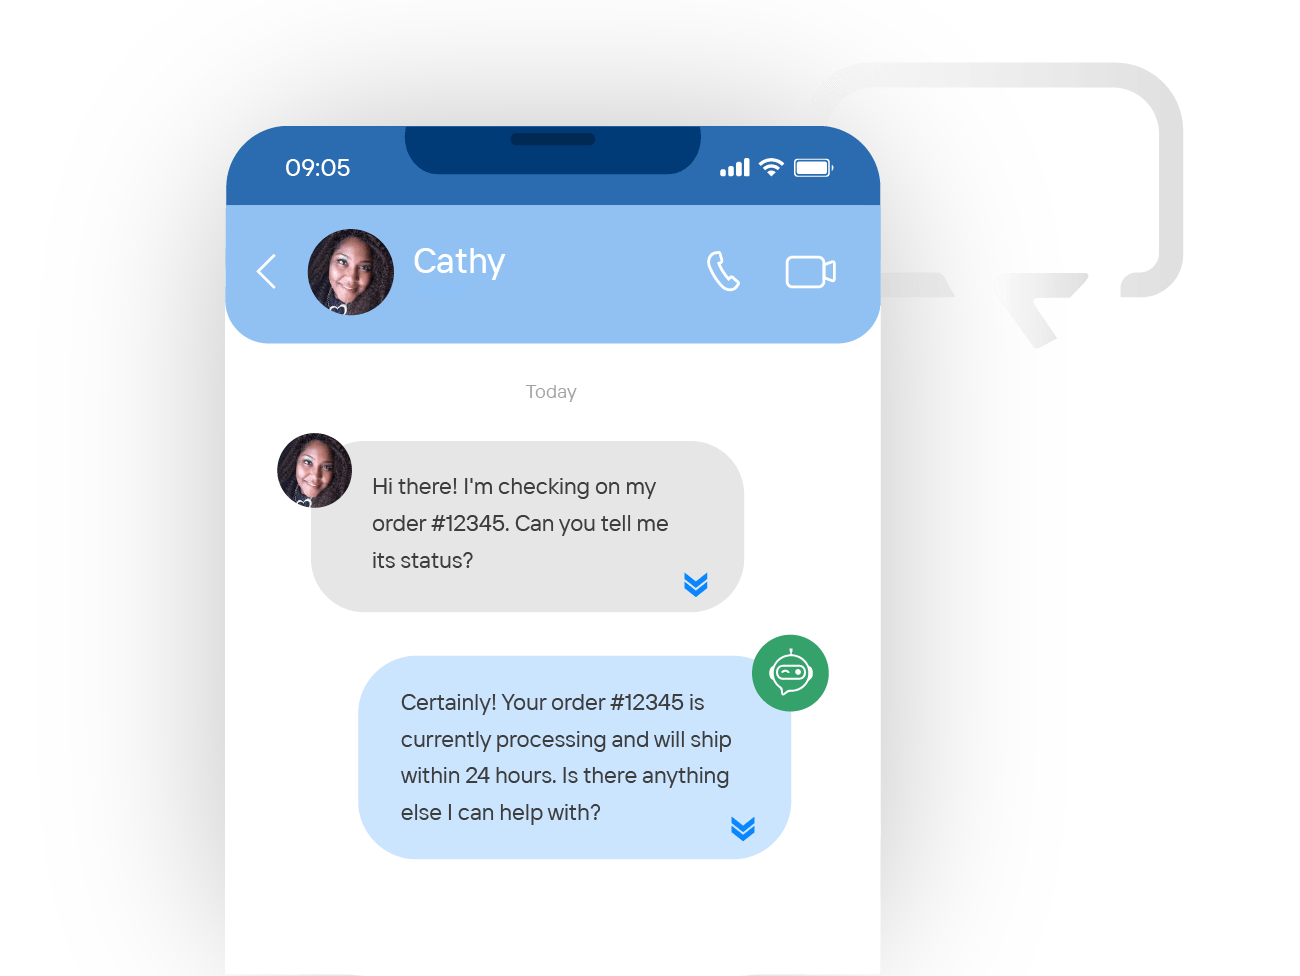 09:05
Cathy
Today
Hi there! I'm checking on my
order #12345. Can you tell me
its status?
Certainly! Your order #12345 is
currently processing and will ship
within 24 hours. Is there anything
else I can help with?